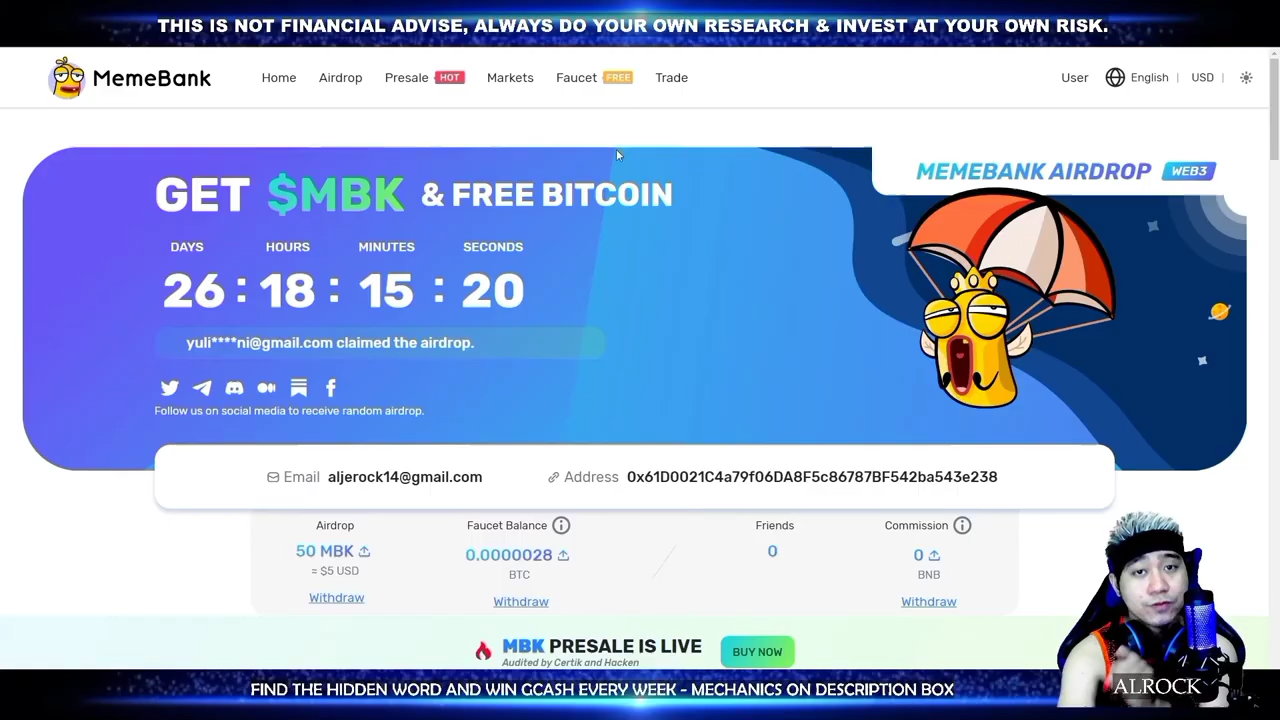 THIS IS NOT FINANCIAL ADVISE, ALWAYS DO YOUR OWN RESEARCH & INVEST AT YOUR OWN RISK.
MemeBank
Home Airdrop Presale HOT Markets Faucet FREE Trade User English USD
MEMEBANK AIRDROP WEB3
GET $MBK & FREE BITCOIN
DAYS HOURS MINUTES SECONDS
26 : 18 : 15 : 20
yuli****ni@gmail.com claimed the airdrop.
Follow us on social media to receive random airdrop.
Email aljerock14@gmail.com Address 0x61D0021C4a79f06DA8F5c86787BF542ba543e238
Airdrop Faucet Balance Friends Commission
50 MBK 0.0000028 0 0
= $5 USD BTC BNB
Withdraw Withdraw Withdraw
MBK PRESALE IS LIVE
Audited by Certik and Hacken
BUY NOW
ALROCK
FIND THE HIDDEN WORD AND WIN GCASH EVERY WEEK - MECHANICS ON DESCRIPTION BOX